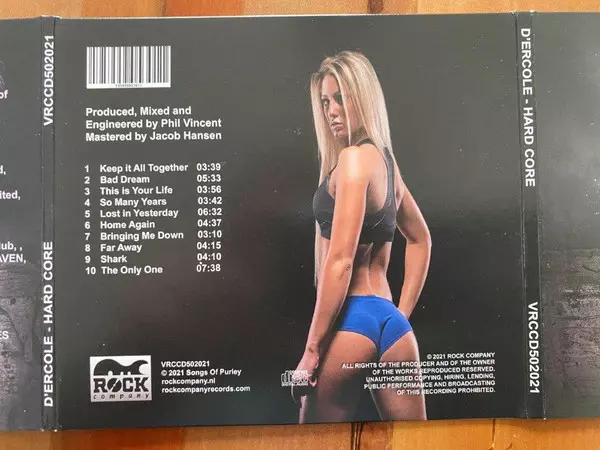 of
ited,
lub, ,
AVEN,
ES
VRCCD502021
D'ERCOLE - HARD CORE
Produced, Mixed and
Engineered by Phil Vincent
Mastered by Jacob Hansen
1 Keep it All Together 03:39
2 Bad Dream 05:33
3 This is Your Life 03:56
4 So Many Years 03:42
5 Lost in Yesterday 06:32
6 Home Again 04:37
7 Bringing Me Down 03:10
8 Far Away 04:15
9 Shark 04:10
10 The Only One 07:38
ROCK
company
VRCCD502021
© 2021 Songs Of Purley
rockcompany.nl
rockcompanyrecords.com
© 2021 ROCK COMPANY
ALL RIGHTS OF THE PRODUCER AND OF THE OWNER
OF THE WORKS REPRODUCED RESERVED.
UNAUTHORISED COPYING, HIRING, LENDING,
PUBLIC PERFORMANCE AND BROADCASTING
OF THIS RECORDING PROHIBITED.
D'ERCOLE - HARD CORE
VRCCD502021